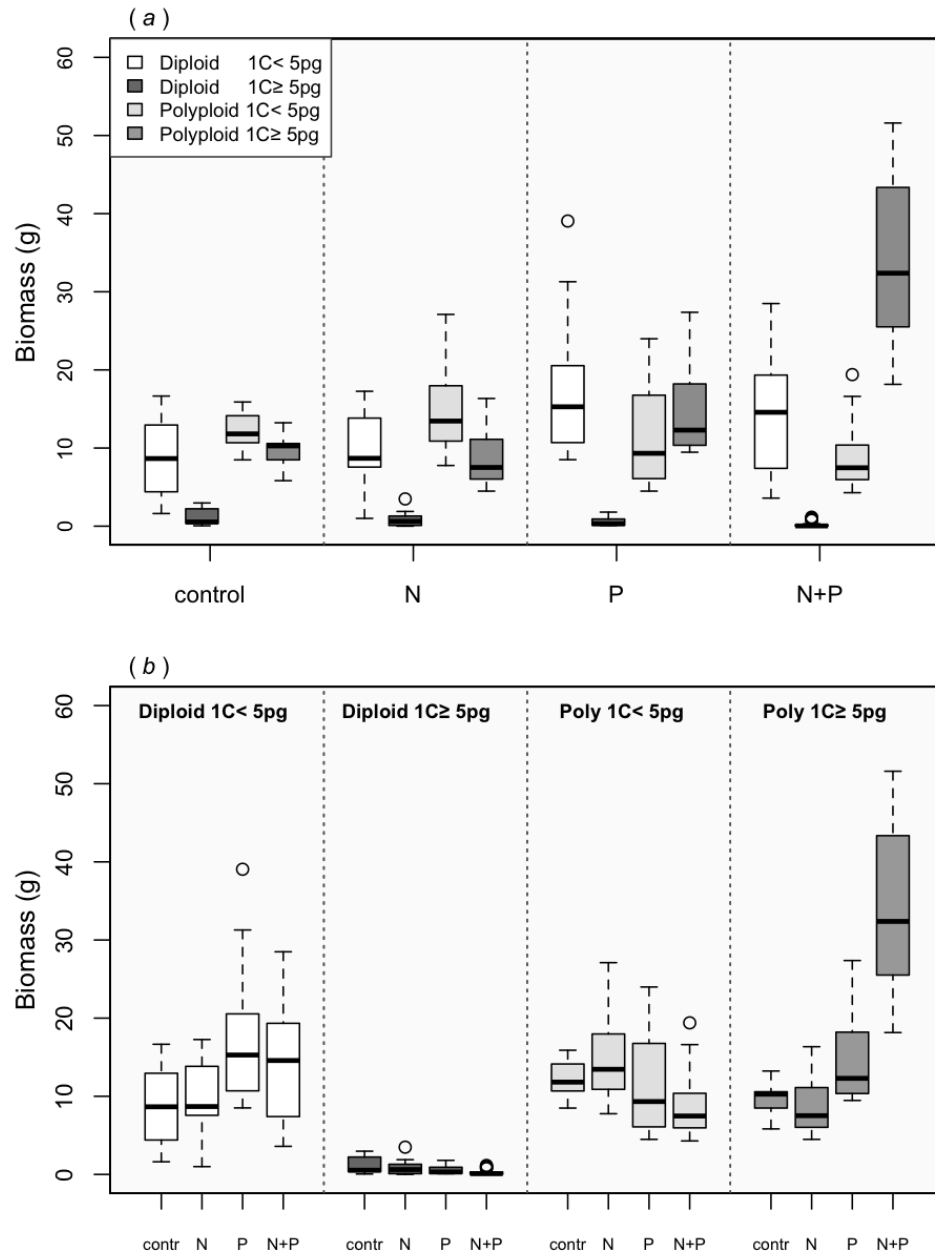 ( a )
60
50
40
30
20
10
0
Biomass (g)
Diploid 1C< 5pg
Diploid 1C≥ 5pg
Polyploid 1C< 5pg
Polyploid 1C≥ 5pg
control N P N+P
( b )
60
50
40
30
20
10
0
Biomass (g)
Diploid 1C< 5pg Diploid 1C≥ 5pg Poly 1C< 5pg Poly 1C≥ 5pg
contr N P N+P contr N P N+P contr N P N+P contr N P N+P